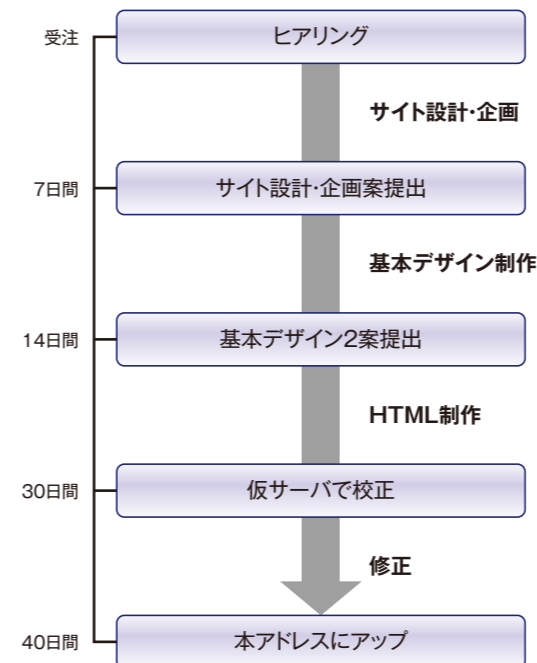 受注
ヒアリング
サイト設計・企画
7日間
サイト設計・企画案提出
基本デザイン制作
14日間
基本デザイン2案提出
HTML制作
30日間
仮サーバで校正
修正
40日間
本アドレスにアップ